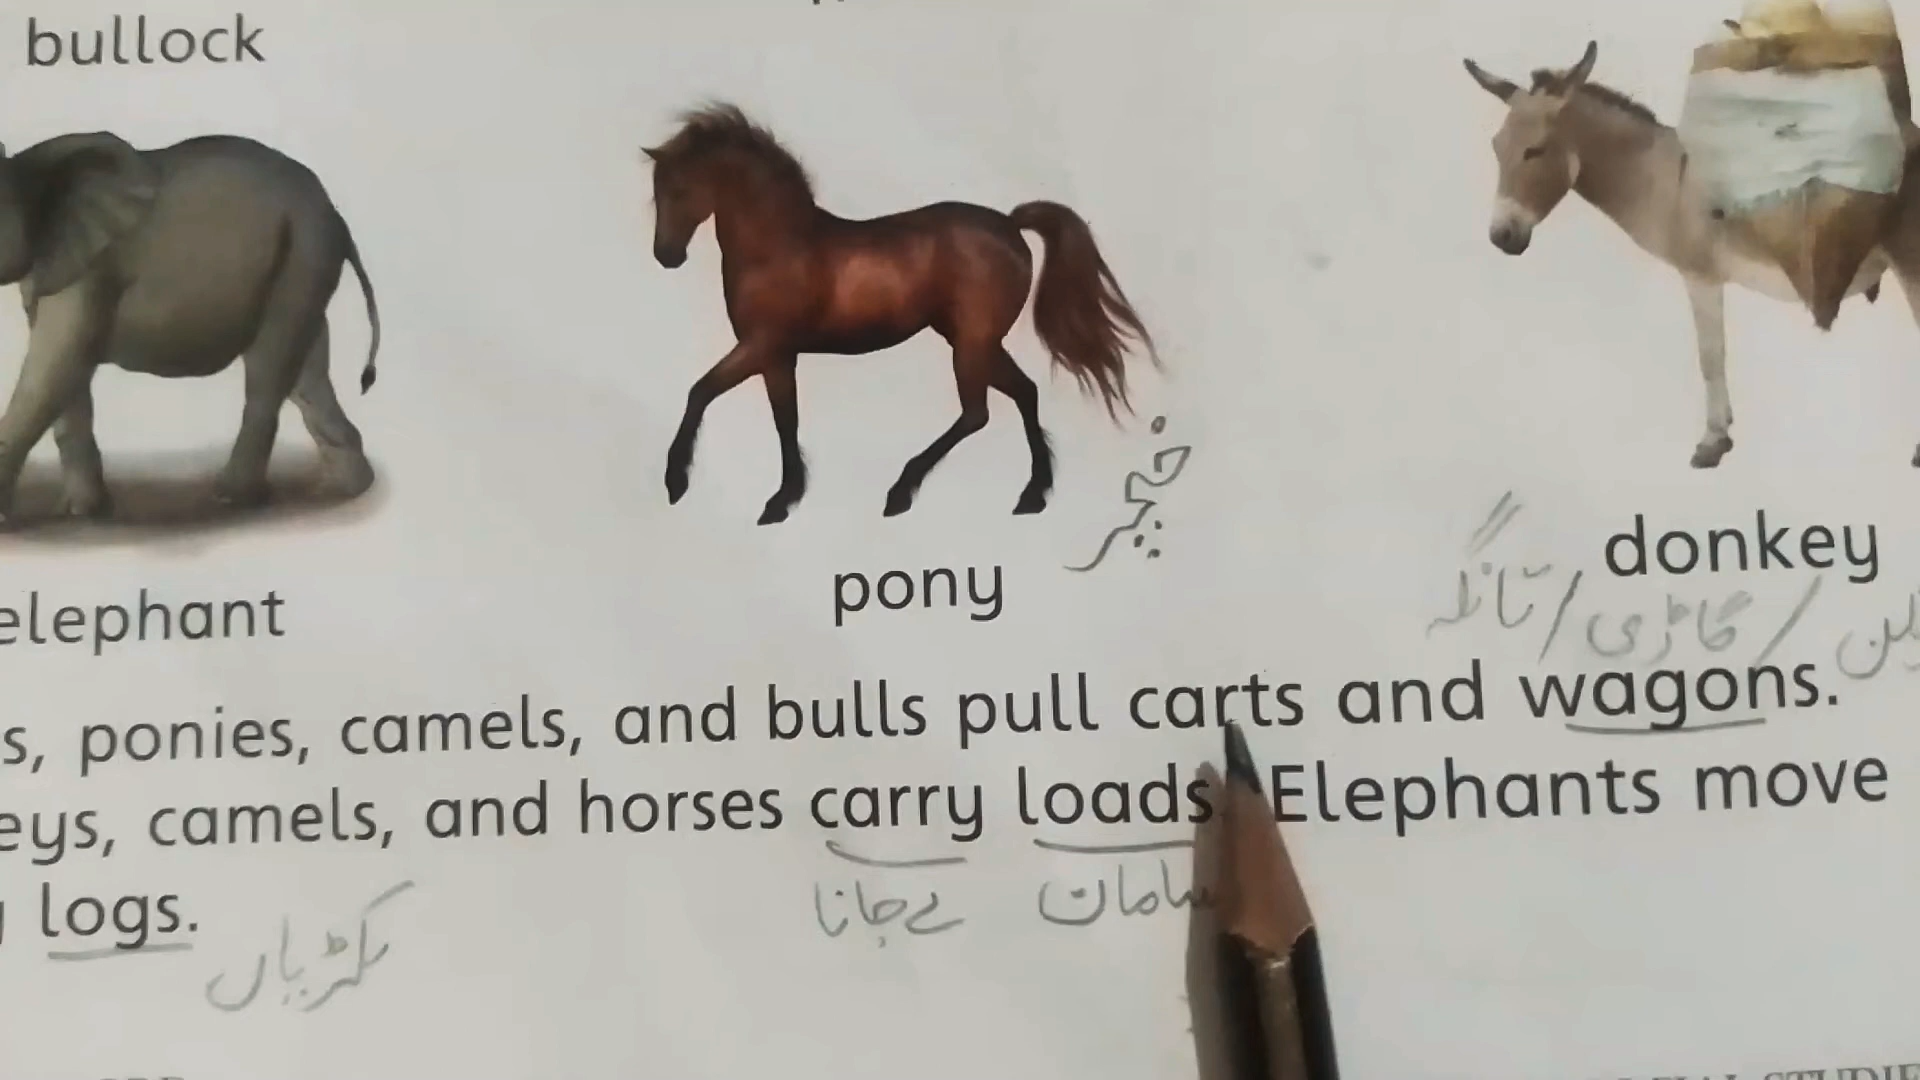 bullock
خچر
pony
elephant
donkey
گاڑی / تانگہ
s, ponies, camels, and bulls pull carts and wagons.
eys, camels, and horses carry loads. Elephants move
لے جانا سامان
logs.
لکڑیاں